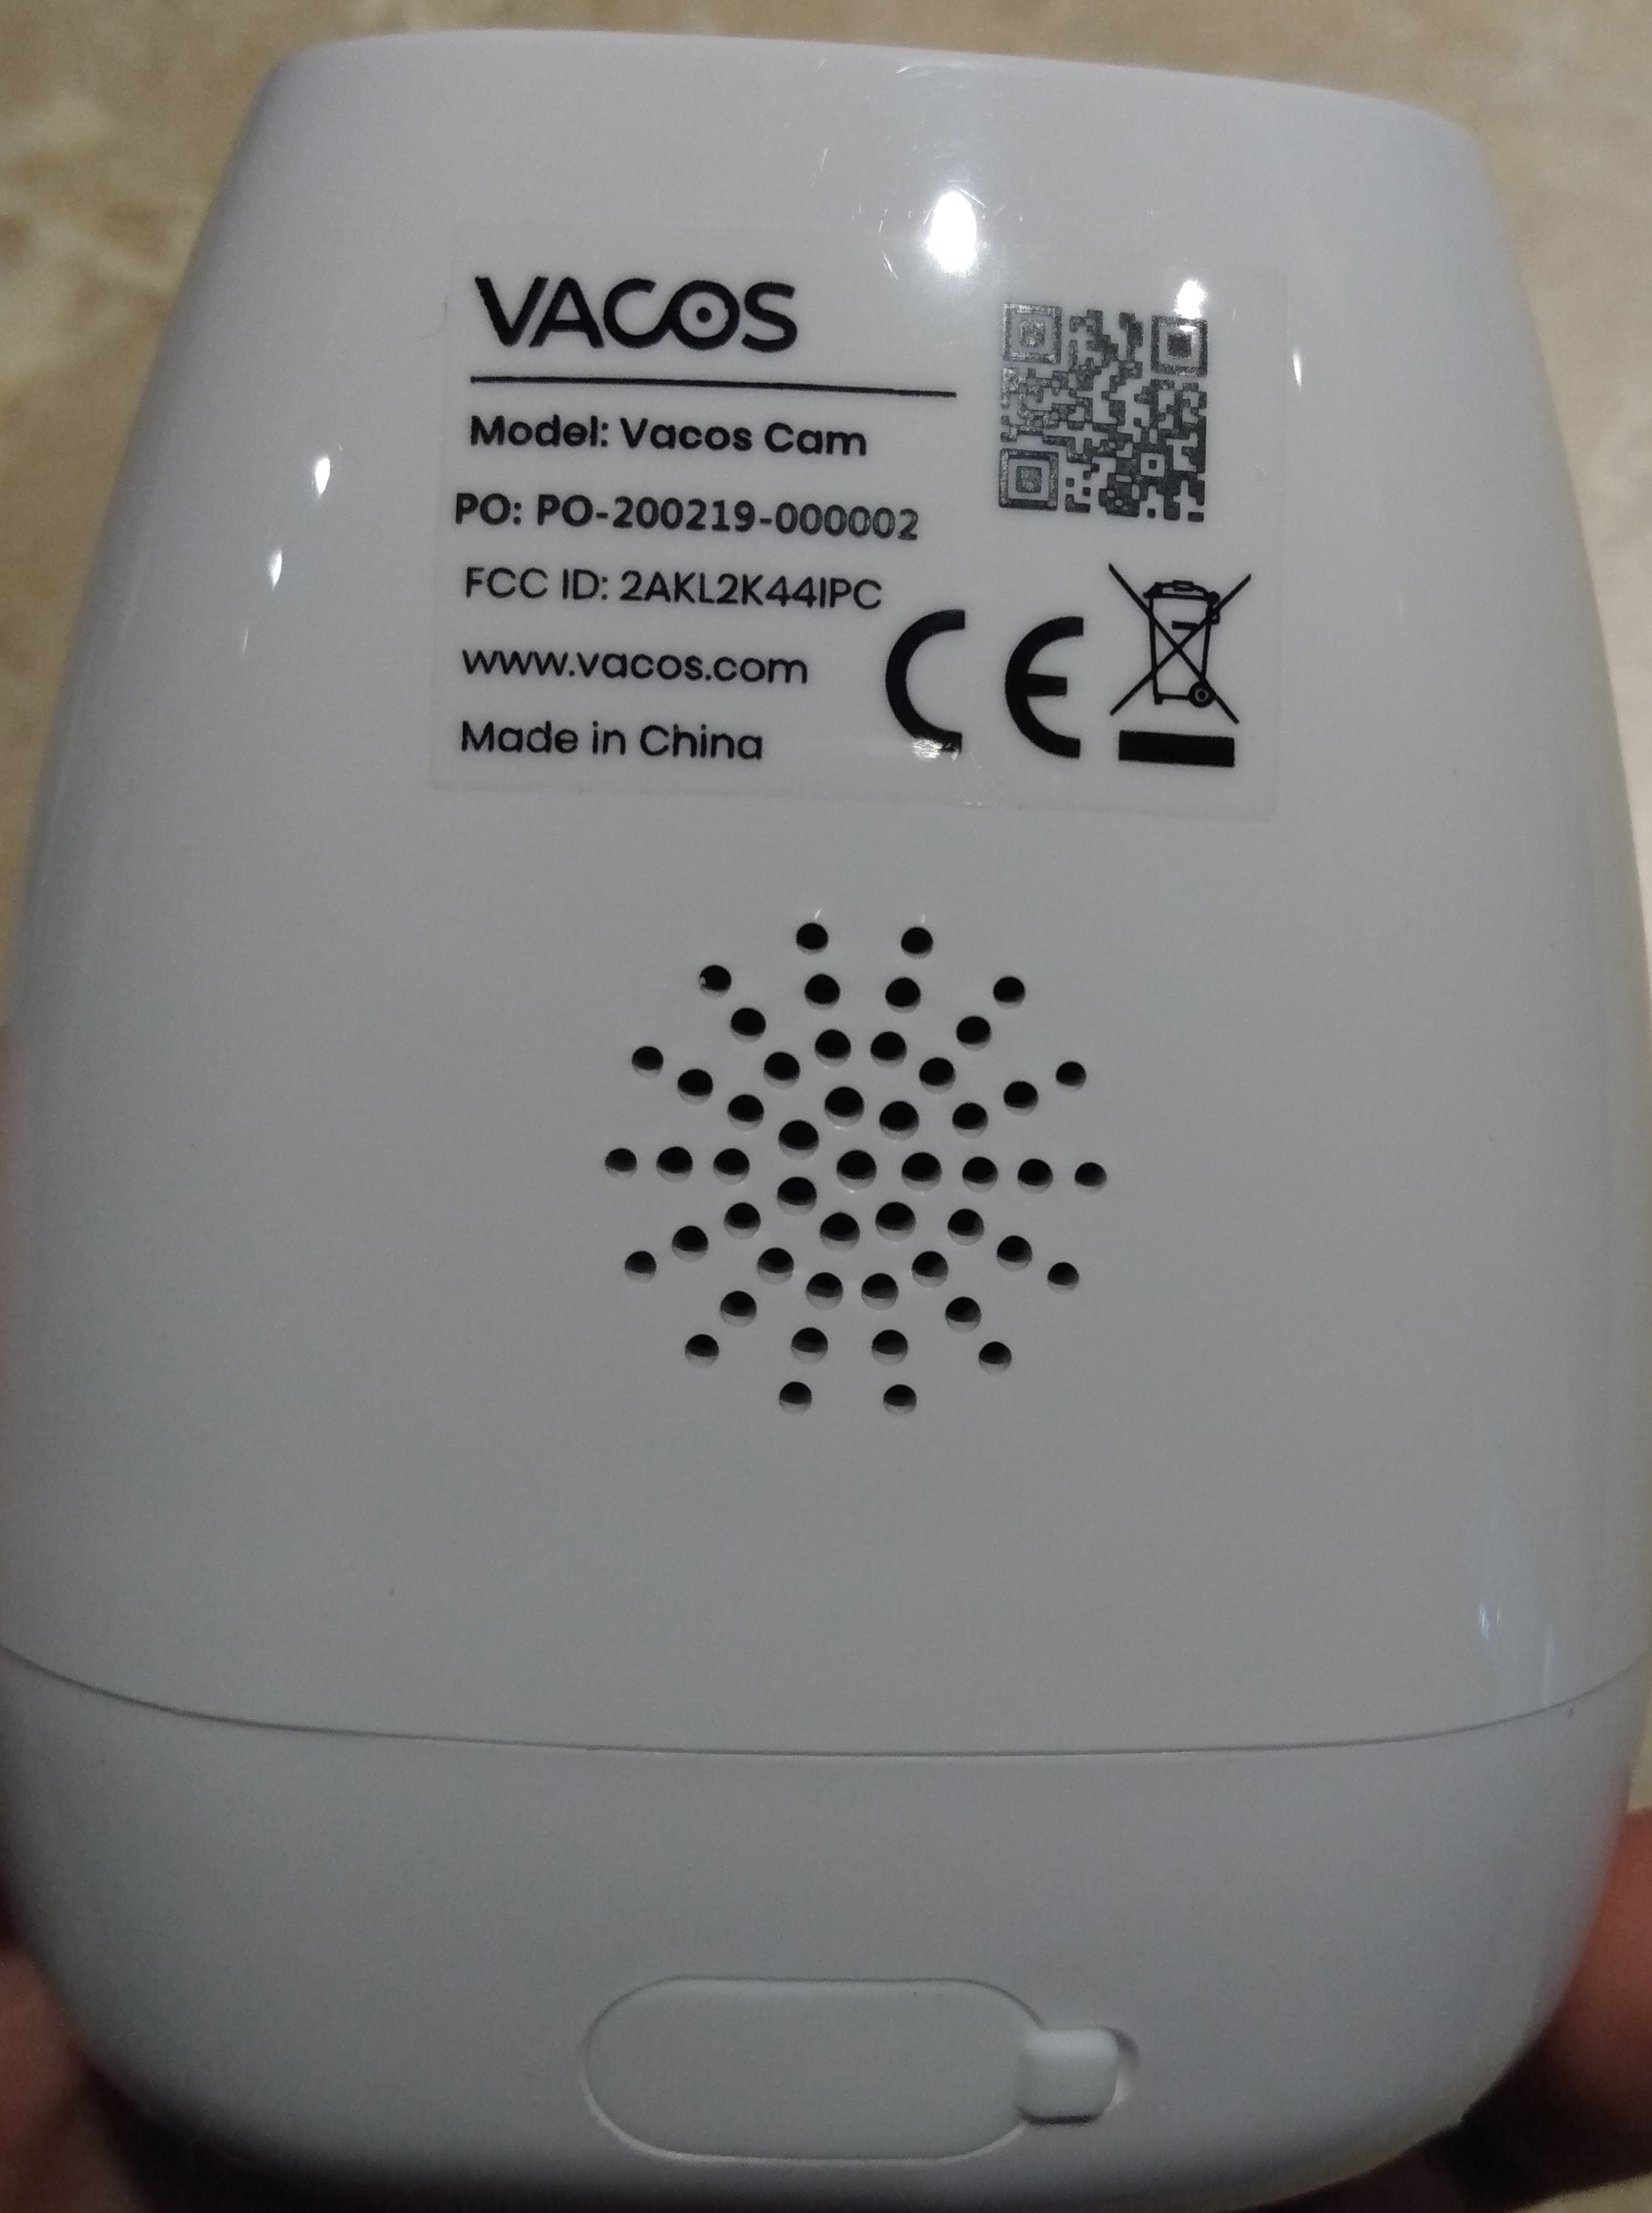 VACOS
Model: Vacos Cam
PO: PO-200219-000002
FCC ID: 2AKL2K44IPC
www.vacos.com
Made in China
CE